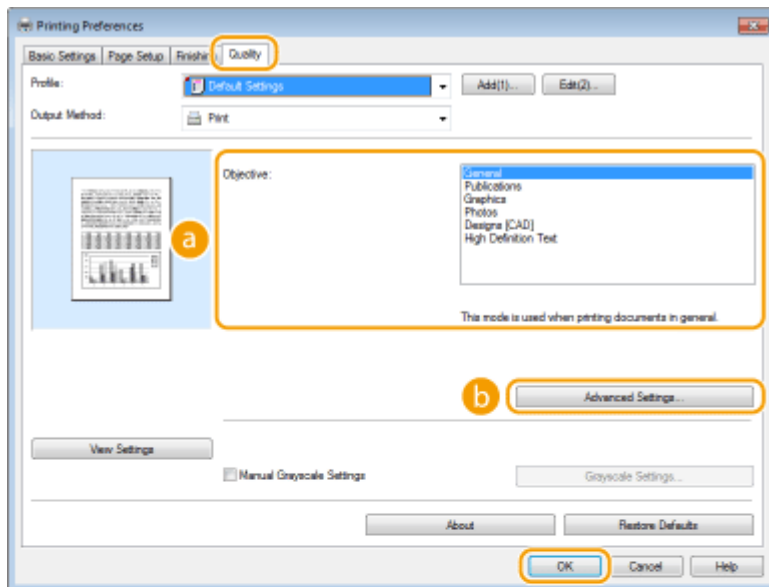 Printing Preferences
Basic Settings Page Setup Finishing Quality
Profile: Default Settings Add(1)... Edit(2)...
Output Method: Print
Objective: General
Publications
Graphics
Photos
Designs [CAD]
High Definition Text
a
This mode is used when printing documents in general.
b Advanced Settings...
View Settings
Manual Grayscale Settings Grayscale Settings...
About Restore Defaults
OK Cancel Help